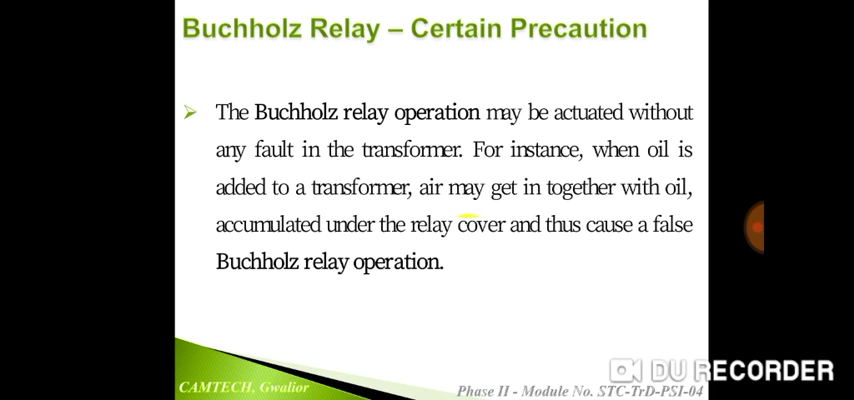 Buchholz Relay – Certain Precaution
The Buchholz relay operation may be actuated without
any fault in the transformer. For instance, when oil is
added to a transformer, air may get in together with oil,
accumulated under the relay cover and thus cause a false
Buchholz relay operation.
CAMTECH, Gwalior
Phase II - Module No. STC-TrD-PSI-04
DU RECORDER